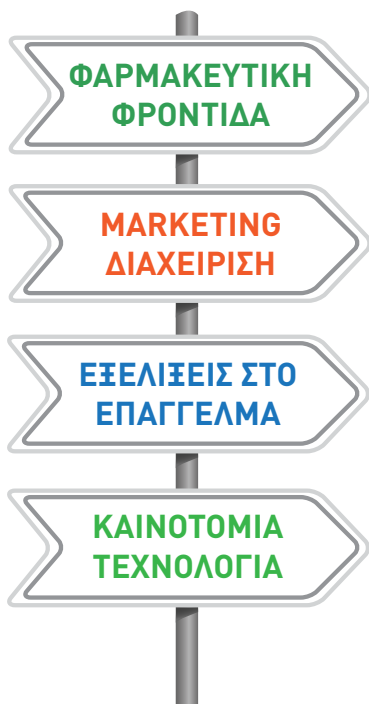 ΦΑΡΜΑΚΕΥΤΙΚΗ
ΦΡΟΝΤΙΔΑ
MARKETING
ΔΙΑΧΕΙΡΙΣΗ
ΕΞΕΛΙΞΕΙΣ ΣΤΟ
ΕΠΑΓΓΕΛΜΑ
ΚΑΙΝΟΤΟΜΙΑ
ΤΕΧΝΟΛΟΓΙΑ